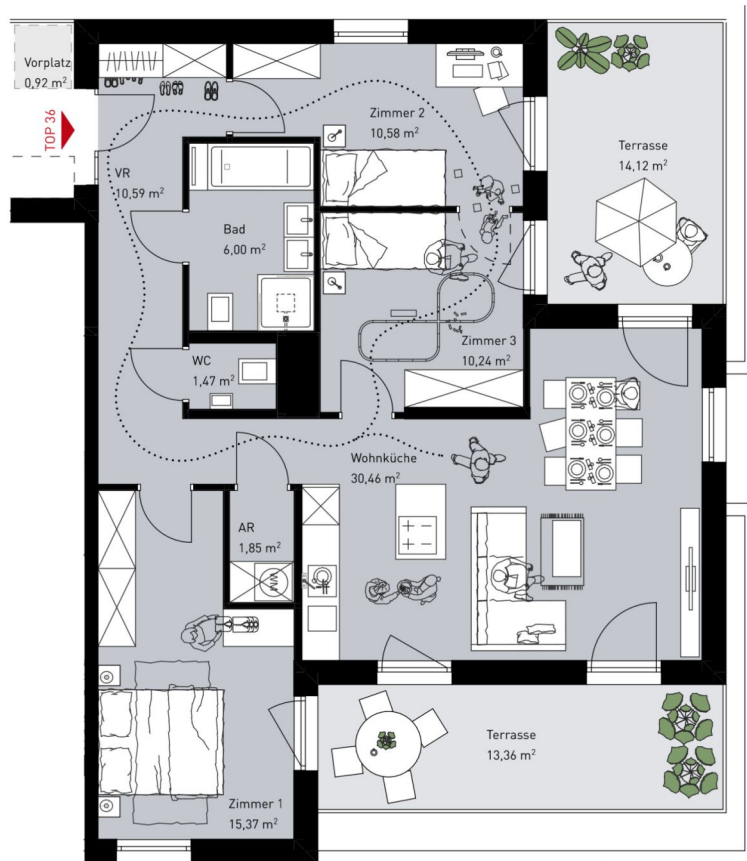 Vorplatz
0,92 m²
TOP 36
VR
10,59 m²
Zimmer 2
10,58 m²
Terrasse
14,12 m²
Bad
6,00 m²
Zimmer 3
10,24 m²
WC
1,47 m²
Wohnküche
30,46 m²
AR
1,85 m²
WM
Terrasse
13,36 m²
Zimmer 1
15,37 m²